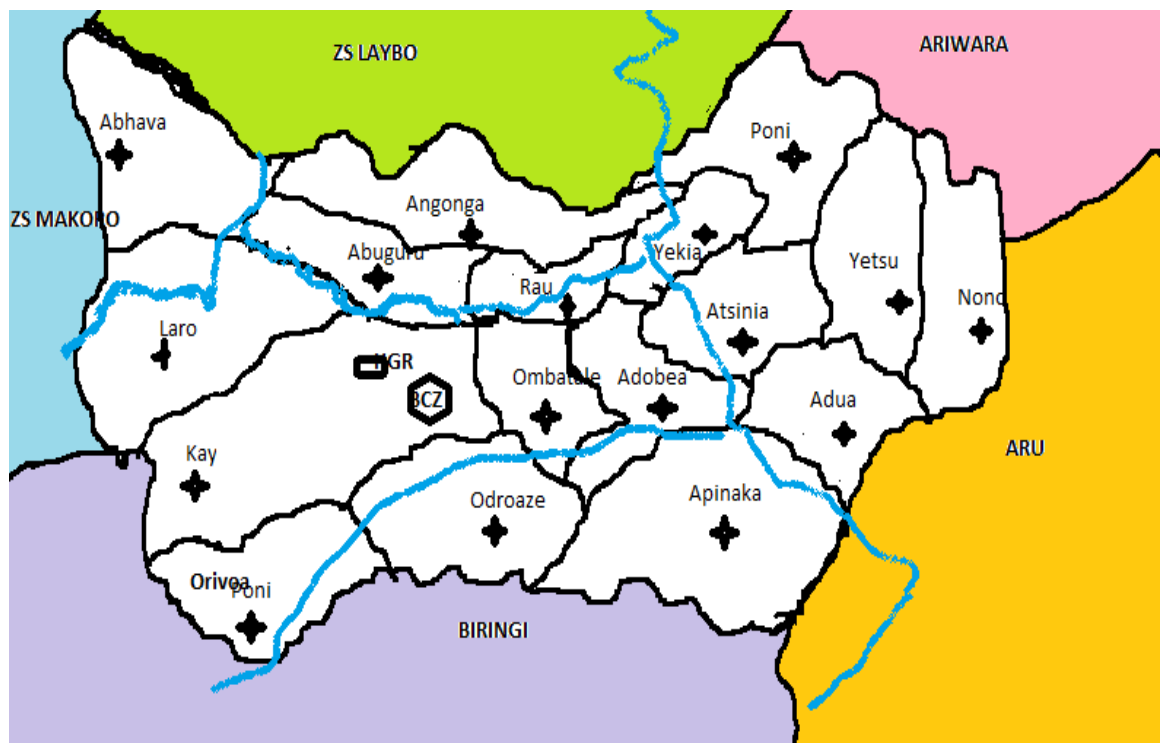 ZS LAYBO
ARIWARA
Abhava
Poni
ZS MAKORO
Angonga
Abuguru
Yekia
Yetsu
Rau
Nono
Atsinia
Laro
HGR
Ombatale
Adobea
BCZ
Adua
Kay
ARU
Odroaze
Apinaka
Orivoa
Poni
BIRINGI